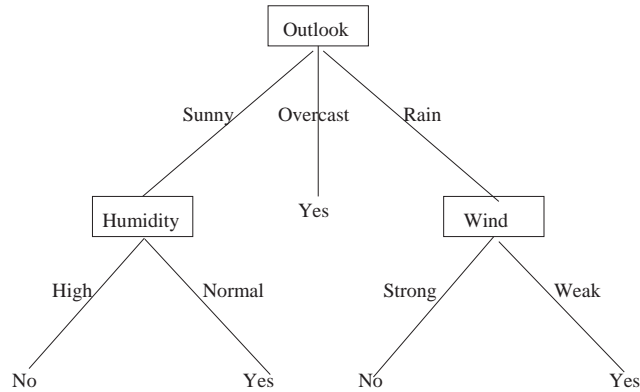 Outlook
Sunny Overcast Rain
Humidity Yes Wind
High Normal Strong Weak
No Yes No Yes